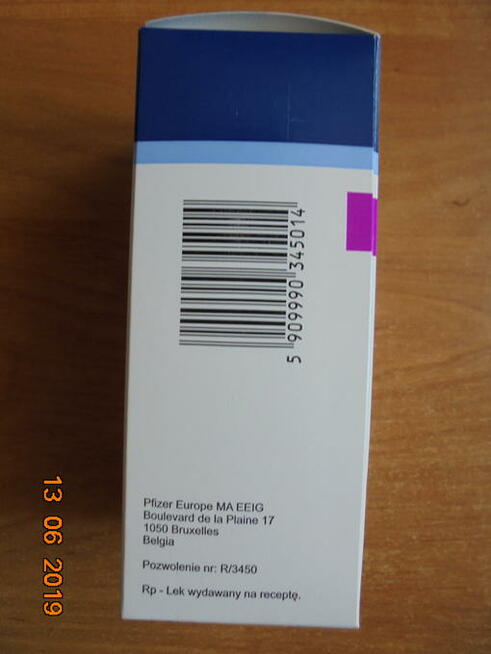 5 909990 345014
Pfizer Europe MA EEIG
Boulevard de la Plaine 17
1050 Bruxelles
Belgia
Pozwolenie nr: R/3450
Rp - Lek wydawany na receptę.
13 06 2019